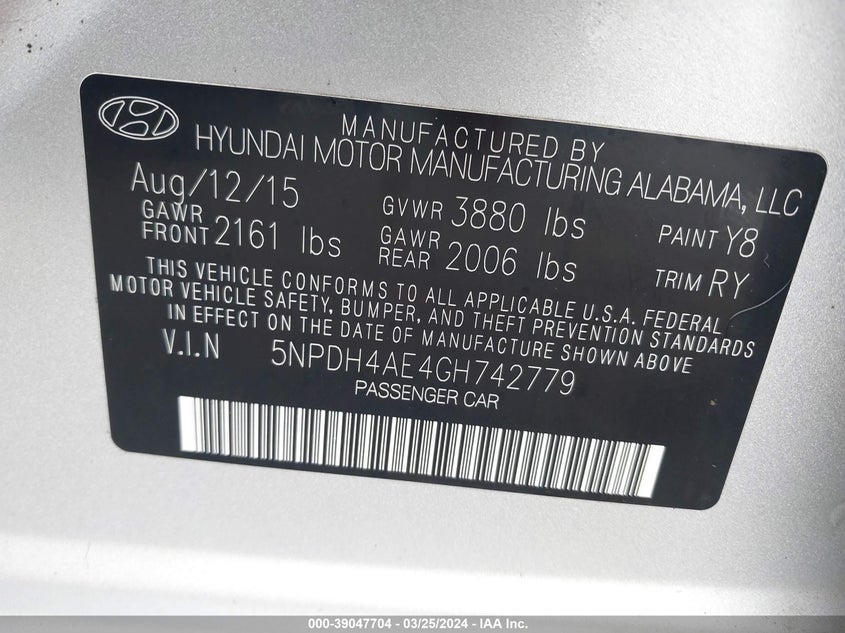 MANUFACTURED BY
HYUNDAI MOTOR MANUFACTURING ALABAMA, LLC
Aug/12/15 GVWR 3880 lbs PAINT Y8
GAWR FRONT 2161 lbs GAWR REAR 2006 lbs TRIM RY
THIS VEHICLE CONFORMS TO ALL APPLICABLE U.S.A. FEDERAL
MOTOR VEHICLE SAFETY, BUMPER, AND THEFT PREVENTION STANDARDS
IN EFFECT ON THE DATE OF MANUFACTURE SHOWN ABOVE
V.I.N 5NPDH4AE4GH742779
PASSENGER CAR
000-39047704 — 03/25/2024 — IAA Inc.